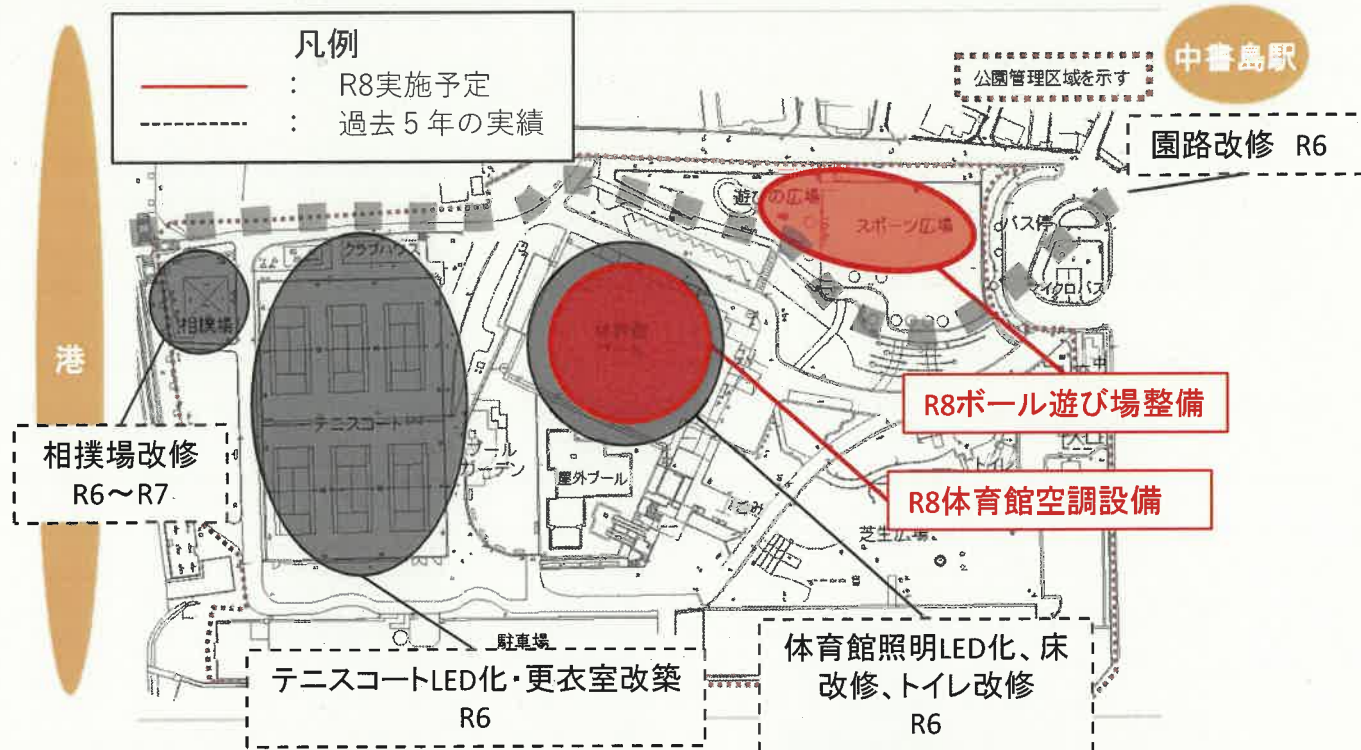 凡例
： R8実施予定
： 過去5年の実績
公園管理区域を示す
中書島駅
園路改修 R6
遊びの広場
スポーツ広場
バス停
マイクロバス
クラブハウス
相撲場
港
テニスコート
プール
ガーデン
屋外プール
R8ボール遊び場整備
R8体育館空調設備
相撲場改修
R6～R7
トイレ
芝生広場
駐車場
テニスコートLED化・更衣室改築
R6
体育館照明LED化、床
改修、トイレ改修
R6